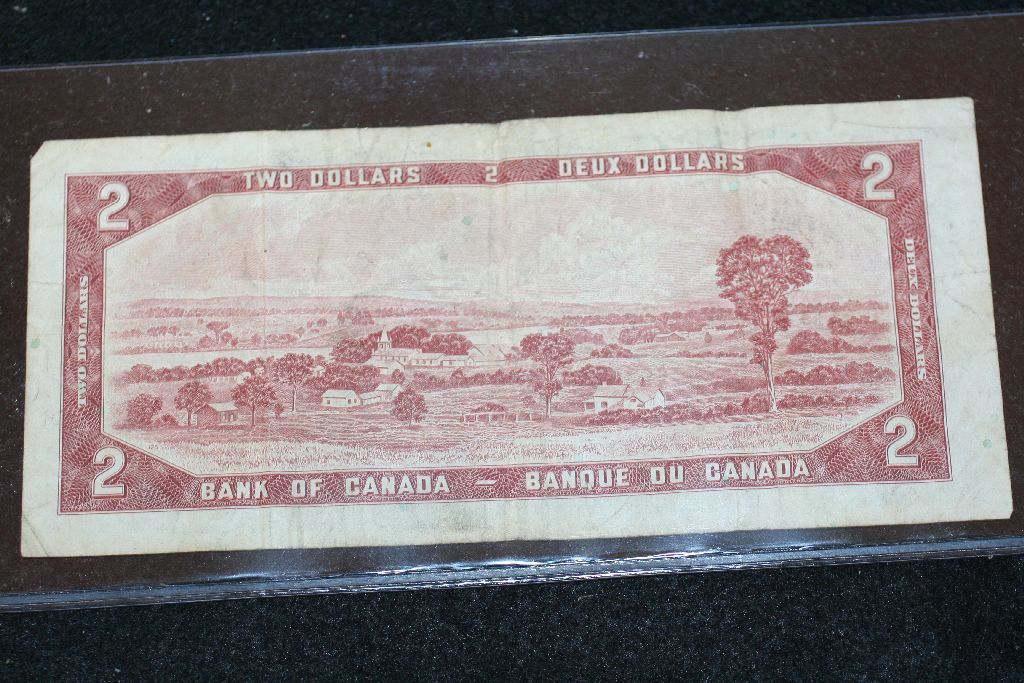 2 TWO DOLLARS 2 DEUX DOLLARS 2
TWO DOLLARS
DEUX DOLLARS
2 BANK OF CANADA – BANQUE DU CANADA 2